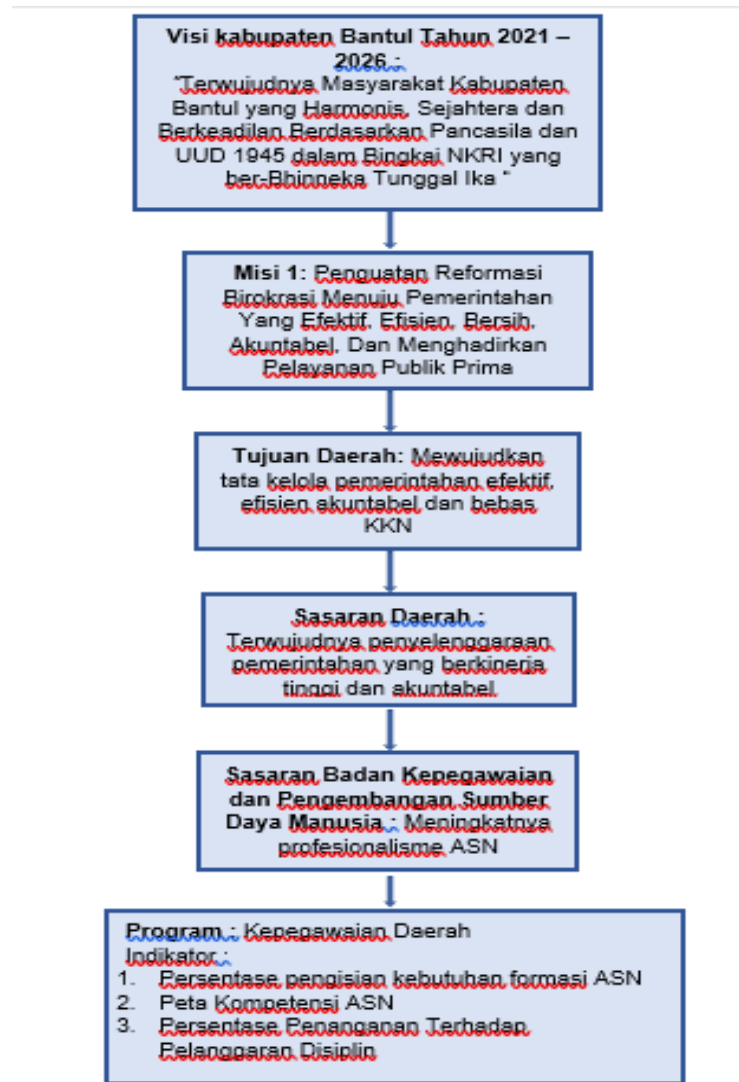 Visi kabupaten Bantul Tahun 2021 –
2026 :
"Terwujudnya Masyarakat Kabupaten
Bantul yang Harmonis, Sejahtera dan
Berkeadilan Berdasarkan Pancasila dan
UUD 1945 dalam Bingkai NKRI yang
ber-Bhinneka Tunggal Ika "
Misi 1: Penguatan Reformasi
Birokrasi Menuju Pemerintahan
Yang Efektif, Efisien, Bersih,
Akuntabel, Dan Menghadirkan
Pelayanan Publik Prima
Tujuan Daerah: Mewujudkan
tata kelola pemerintahan efektif,
efisien akuntabel dan bebas
KKN
Sasaran Daerah :
Terwujudnya penyelenggaraan
pemerintahan yang berkinerja
tinggi dan akuntabel
Sasaran Badan Kepegawaian
dan Pengembangan Sumber
Daya Manusia : Meningkatnya
profesionalisme ASN
Program : Kepegawaian Daerah
Indikator :
1. Persentase pengisian kebutuhan formasi ASN
2. Peta Kompetensi ASN
3. Persentase Penanganan Terhadap
Pelanggaran Disiplin